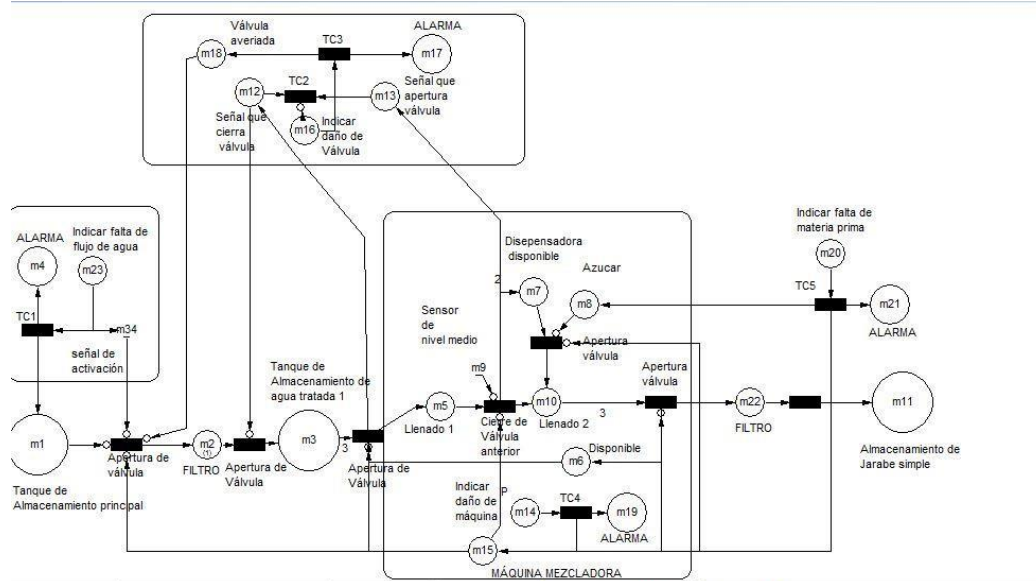 Válvula
averiada
m18
TC3
ALARMA
m17
m12
TC2
m13
Señal que
apertura
válvula
Señal que
cierra
válvula
m16
Indicar
daño de
Válvula
ALARMA
m4
Indicar falta de
flujo de agua
m23
TC1
m34
señal de
activación
m1
Tanque de
Almacenamiento principal
Apertura de
válvula
m2
(1)
FILTRO
Apertura de
Válvula
Tanque de
Almacenamiento de
agua tratada 1
m3
3
Apertura de
Válvula
Sensor
de
nivel medio
m5
Llenado 1
m9
Cierre de
Válvula
anterior
2
Disepensadora
disponible
m7
Azucar
m8
Apertura
válvula
m10
Llenado 2
3
Apertura
válvula
Disponible
m6
Indicar
daño de
máquina
P
m14
TC4
m19
ALARMA
m15
MÁQUINA MEZCLADORA
Indicar falta de
materia prima
m20
TC5
m21
ALARMA
m22
FILTRO
m11
Almacenamiento de
Jarabe simple